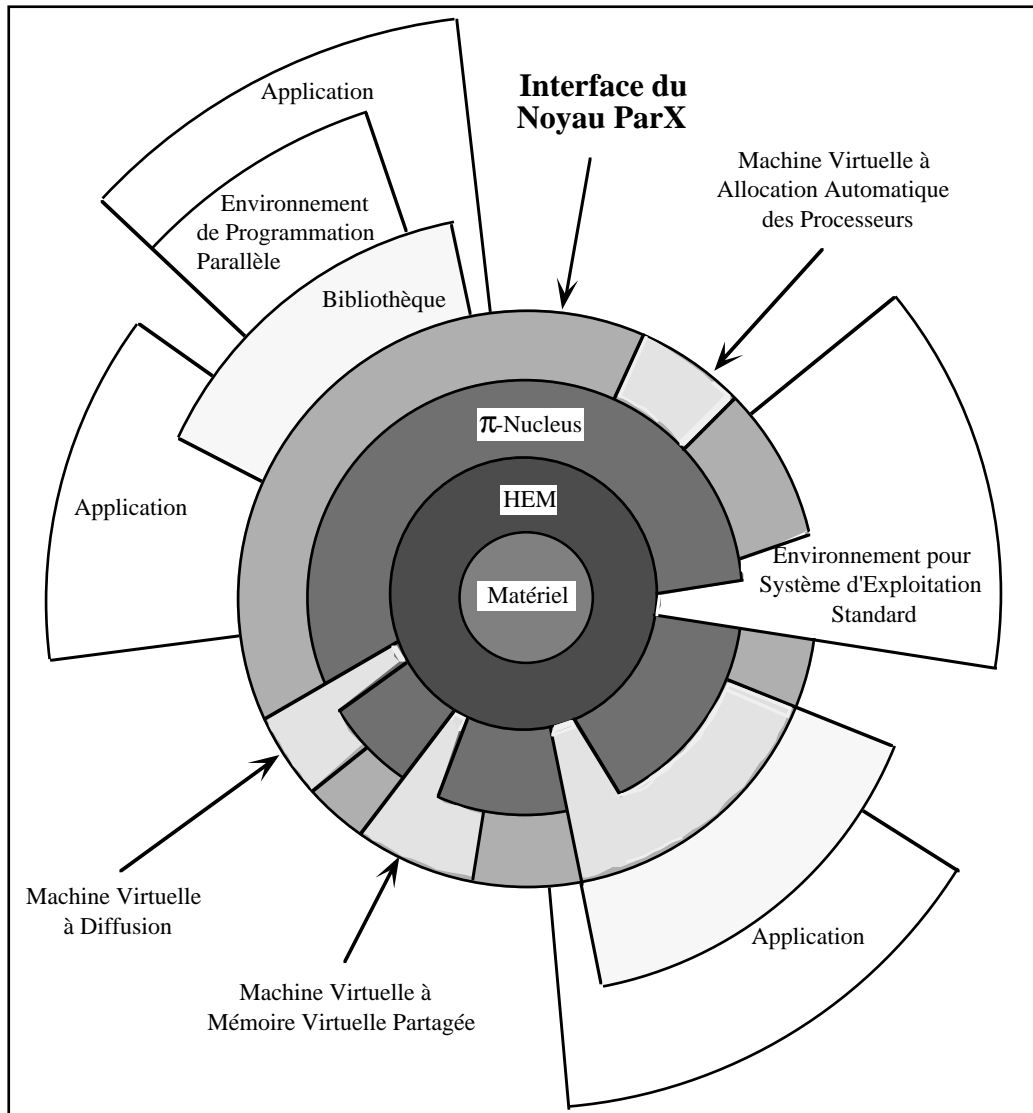 Application
Interface du
Noyau ParX
Machine Virtuelle à
Allocation Automatique
des Processeurs
Environnement
de Programmation
Parallèle
Bibliothèque
π-Nucleus
HEM
Matériel
Application
Environnement pour
Système d'Exploitation
Standard
Machine Virtuelle
à Diffusion
Application
Machine Virtuelle à
Mémoire Virtuelle Partagée